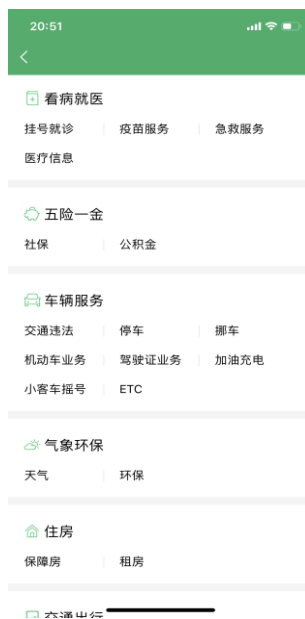 20:51
看病就医
挂号就诊 疫苗服务 急救服务
医疗信息
五险一金
社保 公积金
车辆服务
交通违法 停车 挪车
机动车业务 驾驶证业务 加油充电
小客车摇号 ETC
气象环保
天气 环保
住房
保障房 租房
交通出行